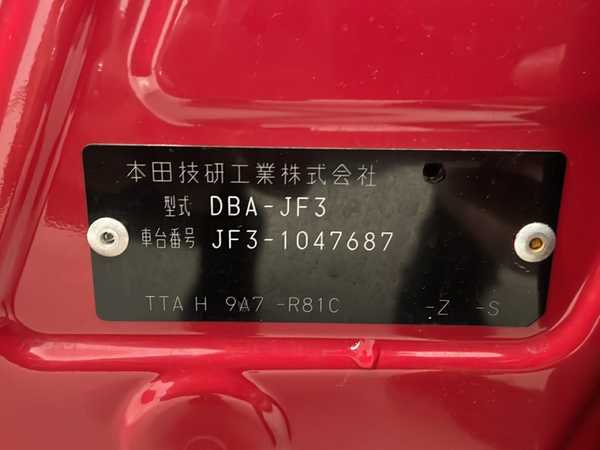 本田技研工業株式会社
型式 DBA-JF3
車台番号 JF3-1047687
TTA H 9A7 -R81C -Z -S